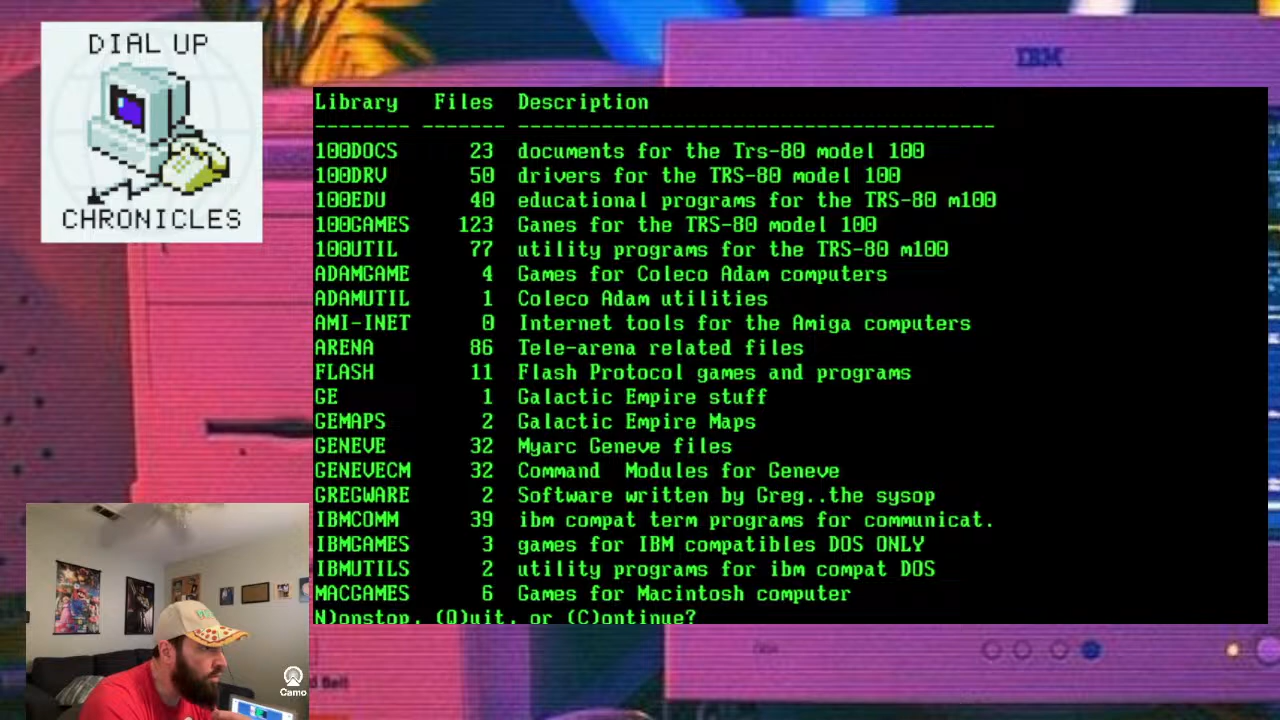 DIAL UP
CHRONICLES
IBM
Library Files Description
-------- ------- ----------------------------------------
100DOCS 23 documents for the Trs-80 model 100
100DRV 50 drivers for the TRS-80 model 100
100EDU 40 educational programs for the TRS-80 m100
100GAMES 123 Ganes for the TRS-80 model 100
100UTIL 77 utility programs for the TRS-80 m100
ADAMGAME 4 Games for Coleco Adam computers
ADAMUTIL 1 Coleco Adam utilities
AMI-INET 0 Internet tools for the Amiga computers
ARENA 86 Tele-arena related files
FLASH 11 Flash Protocol games and programs
GE 1 Galactic Empire stuff
GEMAPS 2 Galactic Empire Maps
GENEVE 32 Myarc Geneve files
GENEVECM 32 Command  Modules for Geneve
GREGWARE 2 Software written by Greg..the sysop
IBMCOMM 39 ibm compat term programs for communicat.
IBMGAMES 3 games for IBM compatibles DOS ONLY
IBMUTILS 2 utility programs for ibm compat DOS
MACGAMES 6 Games for Macintosh computer
N)onstop, (Q)uit, or (C)ontinue?
Camo
Bell